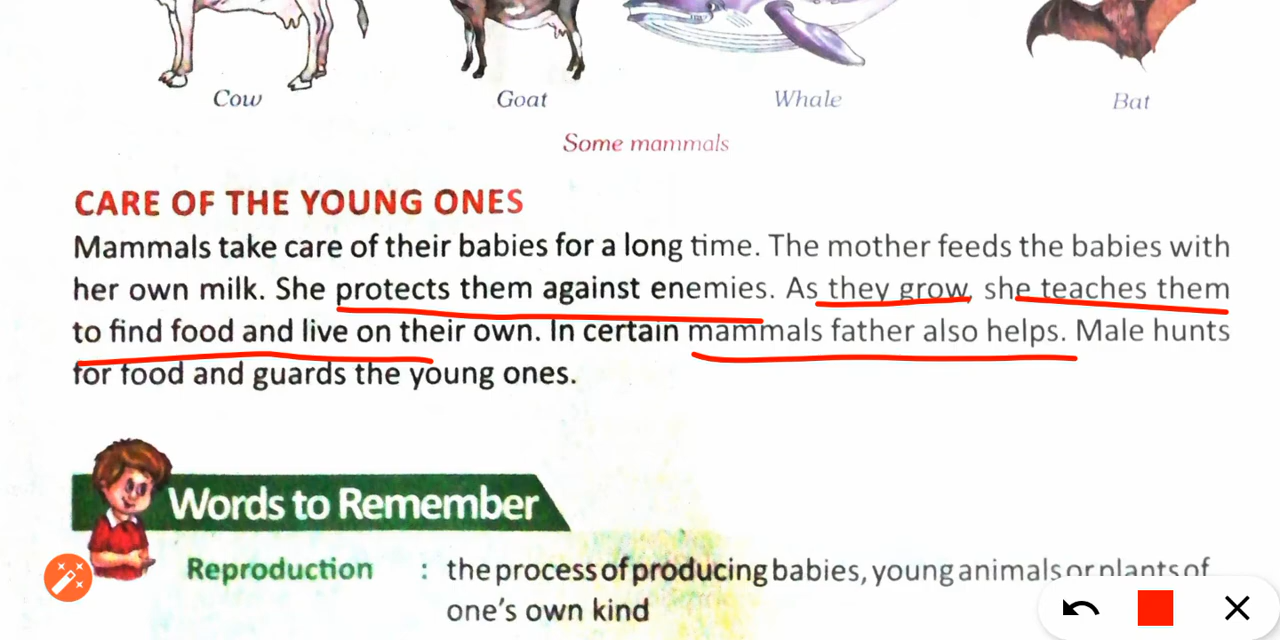 Cow Goat Whale Bat
Some mammals
CARE OF THE YOUNG ONES
Mammals take care of their babies for a long time. The mother feeds the babies with
her own milk. She protects them against enemies. As they grow, she teaches them
to find food and live on their own. In certain mammals father also helps. Male hunts
for food and guards the young ones.
Words to Remember
Reproduction : the process of producing babies, young animals or plants of
one's own kind